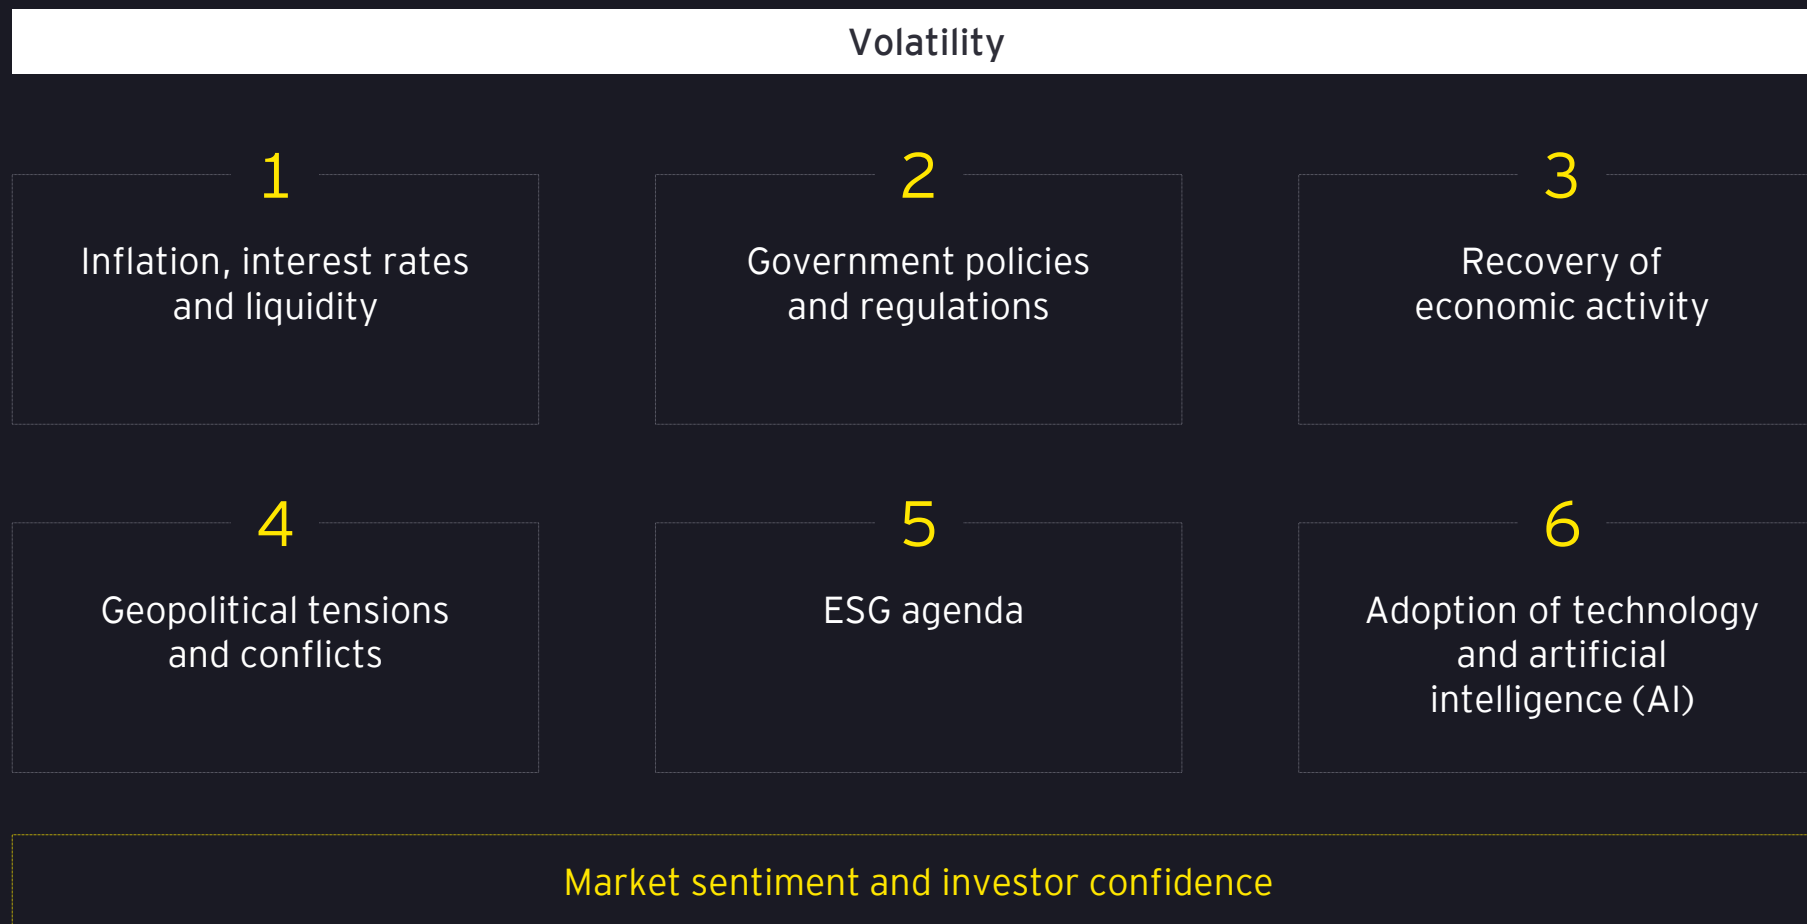 Volatility
1
Inflation, interest rates
and liquidity
2
Government policies
and regulations
3
Recovery of
economic activity
4
Geopolitical tensions
and conflicts
5
ESG agenda
6
Adoption of technology
and artificial
intelligence (AI)
Market sentiment and investor confidence